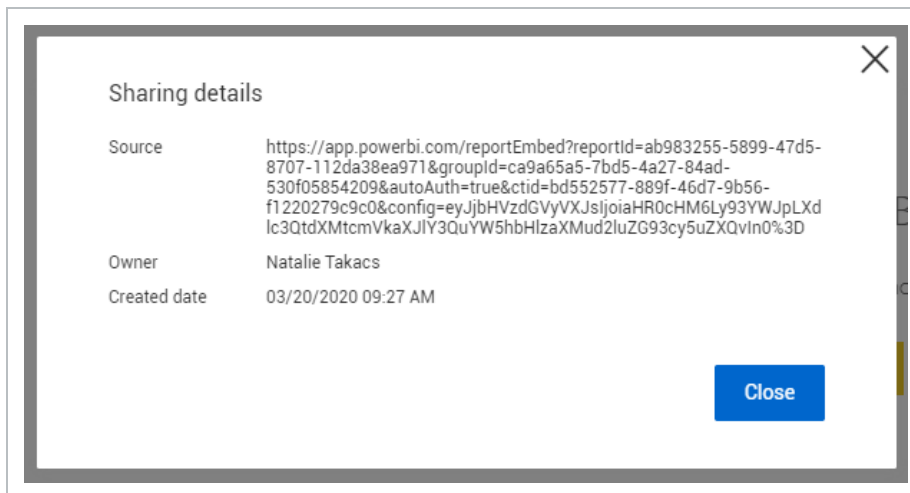 Sharing details
Source
https://app.powerbi.com/reportEmbed?reportId=ab983255-5899-47d5-
8707-112da38ea971&groupId=ca9a65a5-7bd5-4a27-84ad-
530f05854209&autoAuth=true&ctid=bd552577-889f-46d7-9b56-
f1220279c9c0&config=eyJjbHVzdGVyVXJsIjoiaHR0cHM6Ly93YWJpLXd
lc3QtdXMtcmVkaXJlY3QuYW5hbHlzaXMud2luZG93cy5uZXQvIn0%3D
Owner
Natalie Takacs
Created date
03/20/2020 09:27 AM
Close